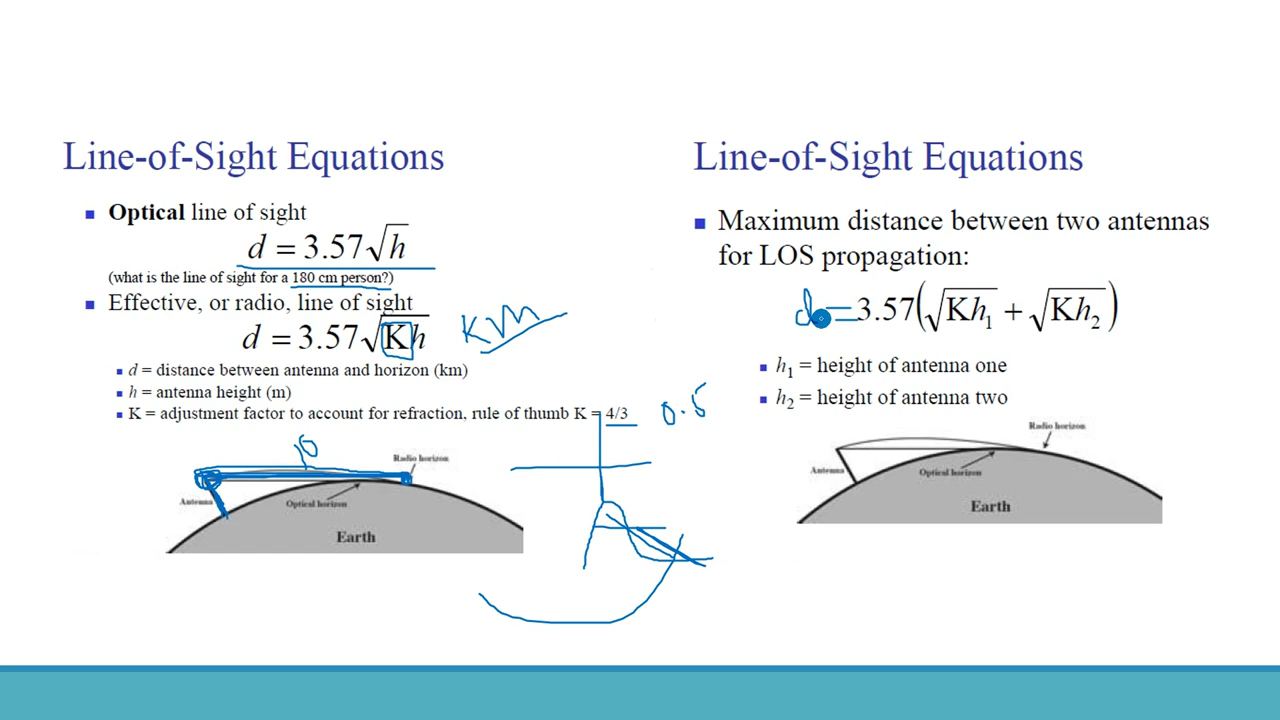 Line-of-Sight Equations
▪ Optical line of sight
d = 3.57√h
(what is the line of sight for a 180 cm person?)
▪ Effective, or radio, line of sight
d = 3.57√Kh
▪ d = distance between antenna and horizon (km)
▪ h = antenna height (m)
▪ K = adjustment factor to account for refraction, rule of thumb K = 4/3
0.5
10
Radio horizon
Antenna
Optical horizon
Earth
Line-of-Sight Equations
▪ Maximum distance between two antennas
for LOS propagation:
d = 3.57(√Kh₁ + √Kh₂)
▪ h₁ = height of antenna one
▪ h₂ = height of antenna two
Radio horizon
Antenna
Optical horizon
Earth